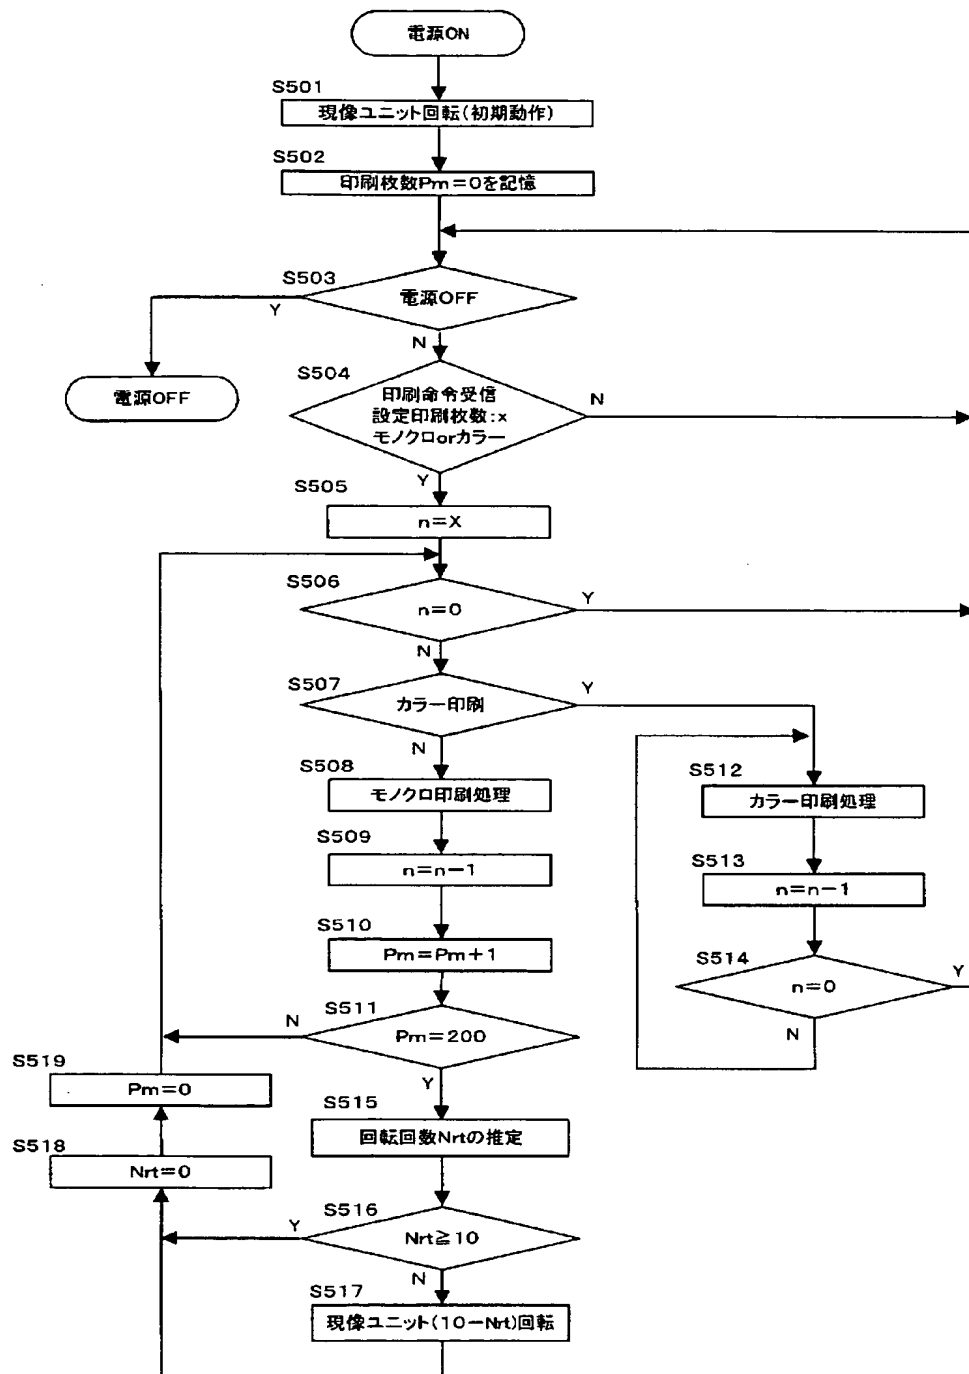 電源ON
S501
現像ユニット回転(初期動作)
S502
印刷枚数Pm=0を記憶
S503
電源OFF
Y
N
電源OFF
S504
印刷命令受信
設定印刷枚数:x
モノクロorカラー
N
Y
S505
n=X
S506
n=0
Y
N
S507
カラー印刷
Y
N
S508
モノクロ印刷処理
S509
n=n-1
S510
Pm=Pm+1
S511
Pm=200
N
Y
S512
カラー印刷処理
S513
n=n-1
S514
n=0
Y
N
S515
回転回数Nrtの推定
S516
Nrt≧10
Y
N
S517
現像ユニット(10-Nrt)回転
S518
Nrt=0
S519
Pm=0